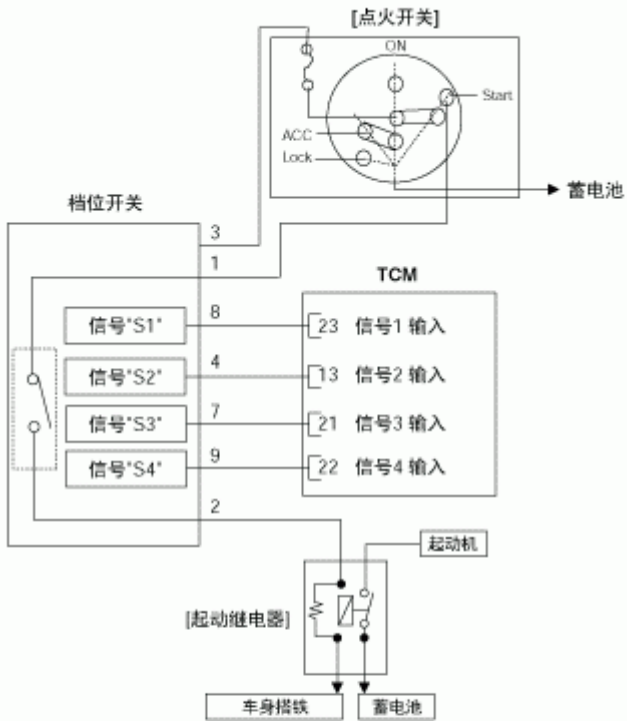 [点火开关]
ON
Start
ACC
Lock
蓄电池
档位开关
3
1
TCM
信号"S1"
8
23 信号1 输入
信号"S2"
4
13 信号2 输入
信号"S3"
7
21 信号3 输入
信号"S4"
9
22 信号4 输入
2
起动机
[起动继电器]
车身搭铁
蓄电池